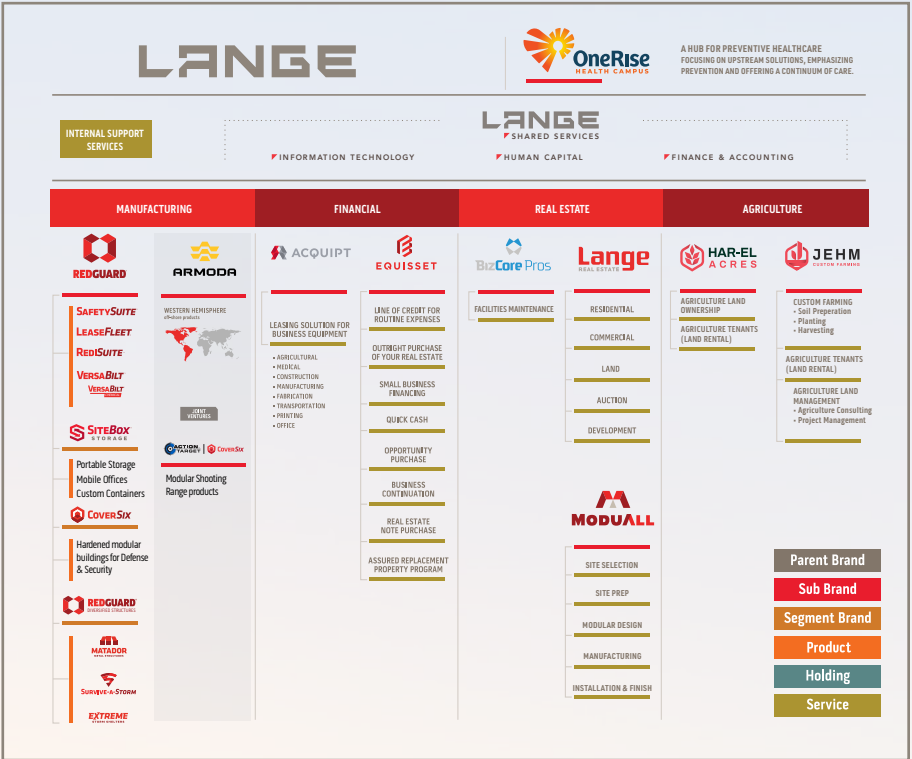 LANGE
OneRise
HEALTH CAMPUS
A HUB FOR PREVENTIVE HEALTHCARE
FOCUSING ON UPSTREAM SOLUTIONS, EMPHASIZING
PREVENTION AND OFFERING A CONTINUUM OF CARE.
INTERNAL SUPPORT
SERVICES
LANGE
SHARED SERVICES
INFORMATION TECHNOLOGY
HUMAN CAPITAL
FINANCE & ACCOUNTING
MANUFACTURING
FINANCIAL
REAL ESTATE
AGRICULTURE
REDGUARD
SAFETYSUITE
LEASEFLEET
REDISUITE
VERSABILT
VERSABILT
SITEBOX
STORAGE
Portable Storage
Mobile Offices
Custom Containers
COVERSIX
Hardened modular
buildings for Defense
& Security
REDGUARD
DIVERSIFIED STRUCTURES
MATADOR
METAL STRUCTURES
SURVIVE-A-STORM
EXTREME
STORM SHELTERS
ARMODA
WESTERN HEMISPHERE
off-shore products
JOINT
VENTURES
ACTION TARGET | COVERSIX
Modular Shooting
Range products
ACQUIPT
LEASING SOLUTION FOR
BUSINESS EQUIPMENT
• AGRICULTURAL
• MEDICAL
• CONSTRUCTION
• MANUFACTURING
• FABRICATION
• TRANSPORTATION
• PRINTING
• OFFICE
EQUISSET
LINE OF CREDIT FOR
ROUTINE EXPENSES
OUTRIGHT PURCHASE
OF YOUR REAL ESTATE
SMALL BUSINESS
FINANCING
QUICK CASH
OPPORTUNITY
PURCHASE
BUSINESS
CONTINUATION
REAL ESTATE
NOTE PURCHASE
ASSURED REPLACEMENT
PROPERTY PROGRAM
BizCore Pros
FACILITIES MAINTENANCE
Lange
REAL ESTATE
RESIDENTIAL
COMMERCIAL
LAND
AUCTION
DEVELOPMENT
MODUALL
SITE SELECTION
SITE PREP
MODULAR DESIGN
MANUFACTURING
INSTALLATION & FINISH
HAR-EL
ACRES
AGRICULTURE LAND
OWNERSHIP
AGRICULTURE TENANTS
(LAND RENTAL)
JEHM
CUSTOM FARMING
CUSTOM FARMING
• Soil Preperation
• Planting
• Harvesting
AGRICULTURE TENANTS
(LAND RENTAL)
AGRICULTURE LAND
MANAGEMENT
• Agriculture Consulting
• Project Management
Parent Brand
Sub Brand
Segment Brand
Product
Holding
Service